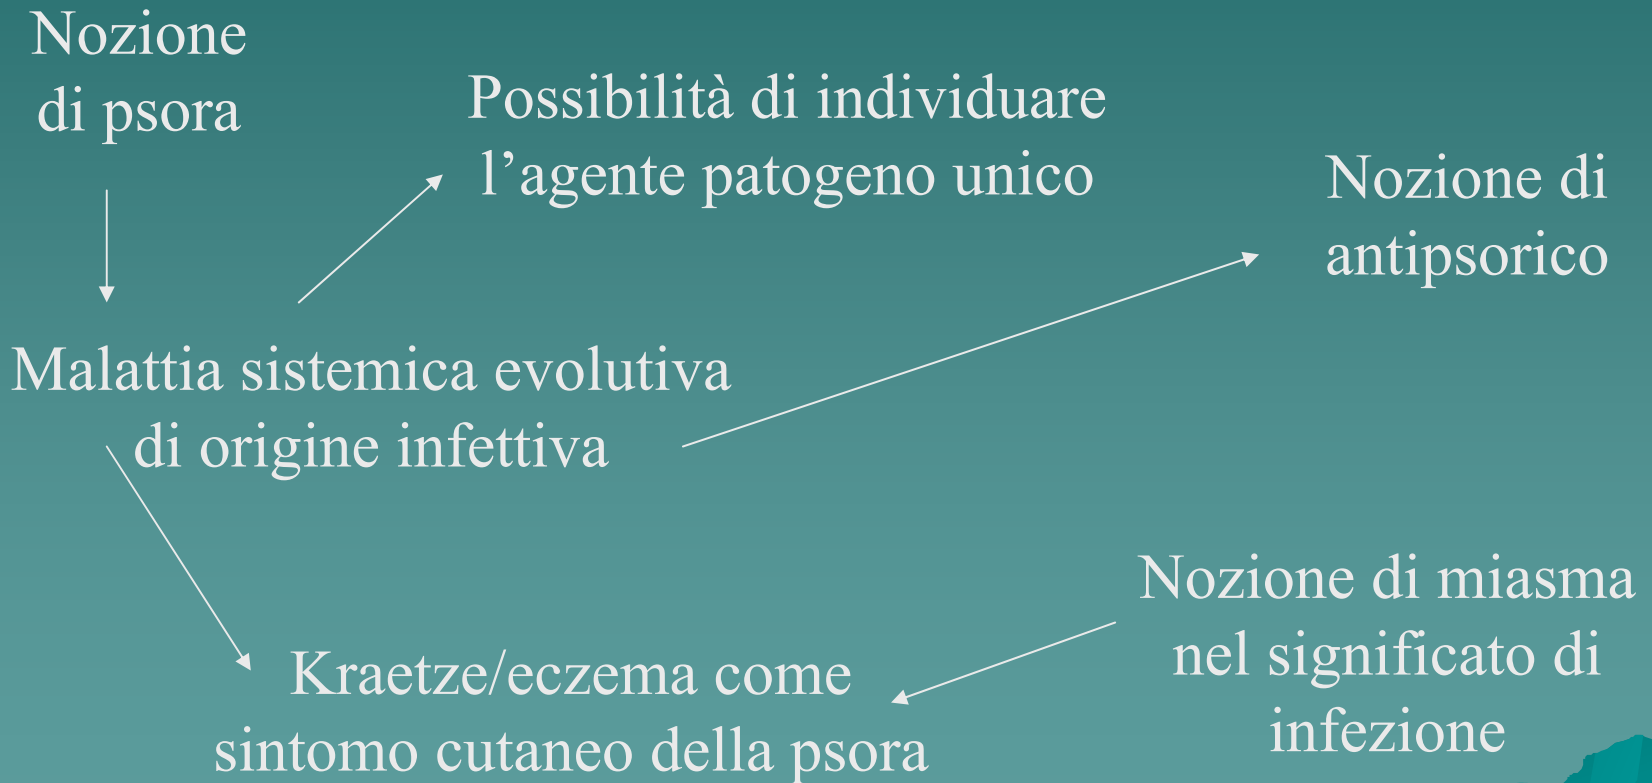 Nozione
di psora
Possibilità di individuare
l’agente patogeno unico
Nozione di
antipsorico
Malattia sistemica evolutiva
di origine infettiva
Nozione di miasma
nel significato di
infezione
Kraetze/eczema come
sintomo cutaneo della psora